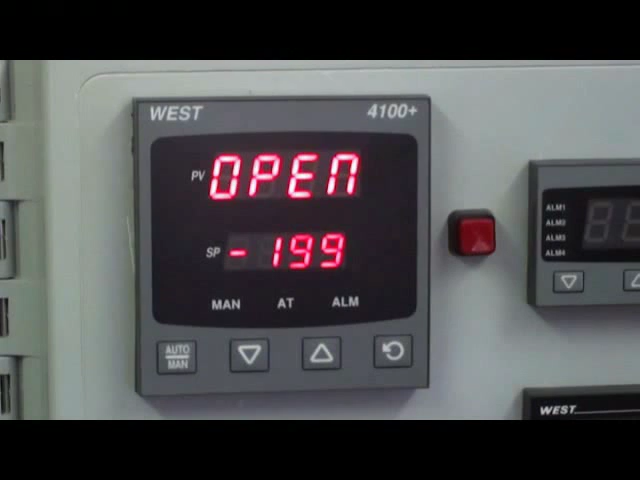 WEST 4100+
PV OPEN
SP -199
MAN AT ALM
AUTO
MAN
ALM1
ALM2
ALM3
ALM4
WEST